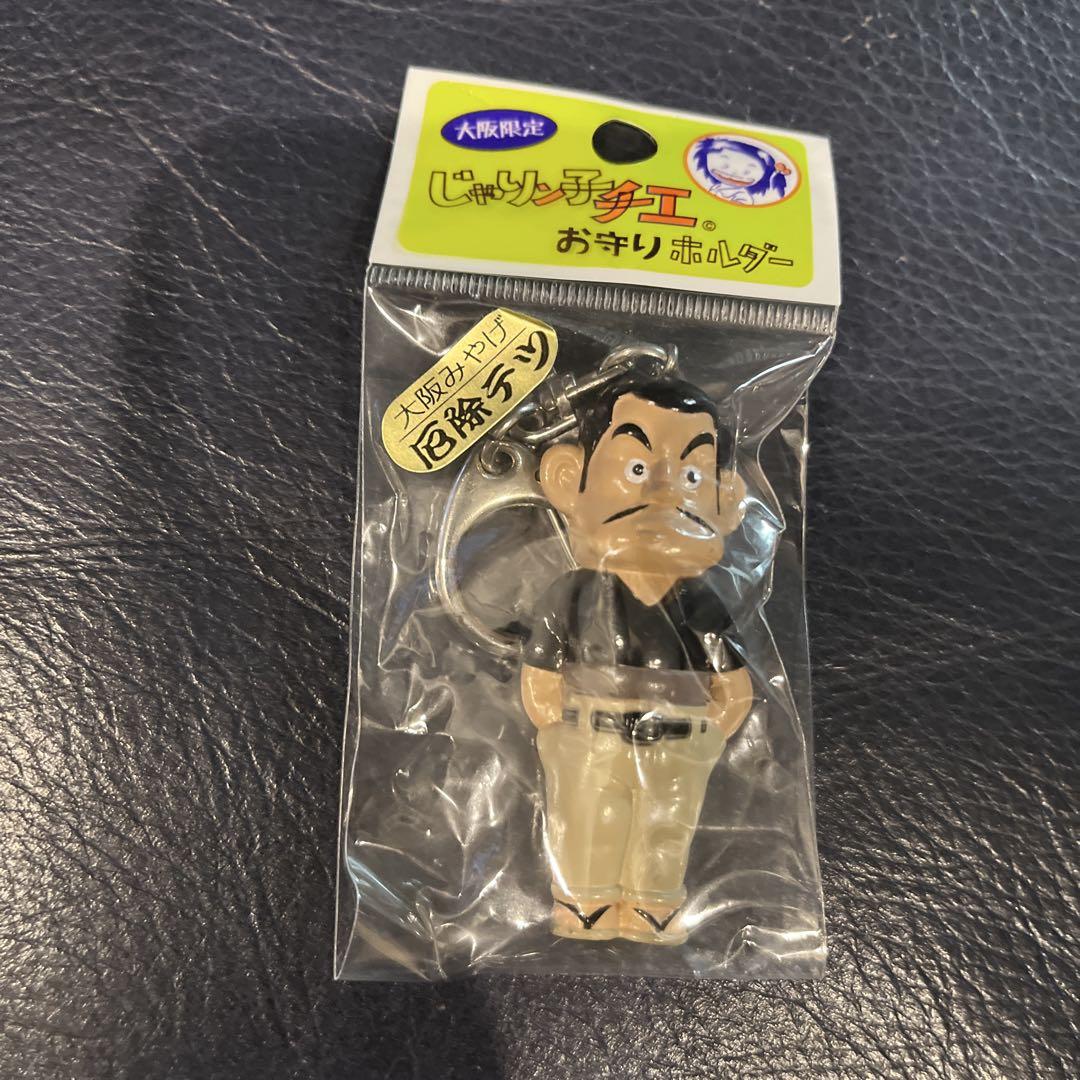 大阪限定
じゃりン子チエ©
お守りホルダー
大阪みやげ
厄除テツ